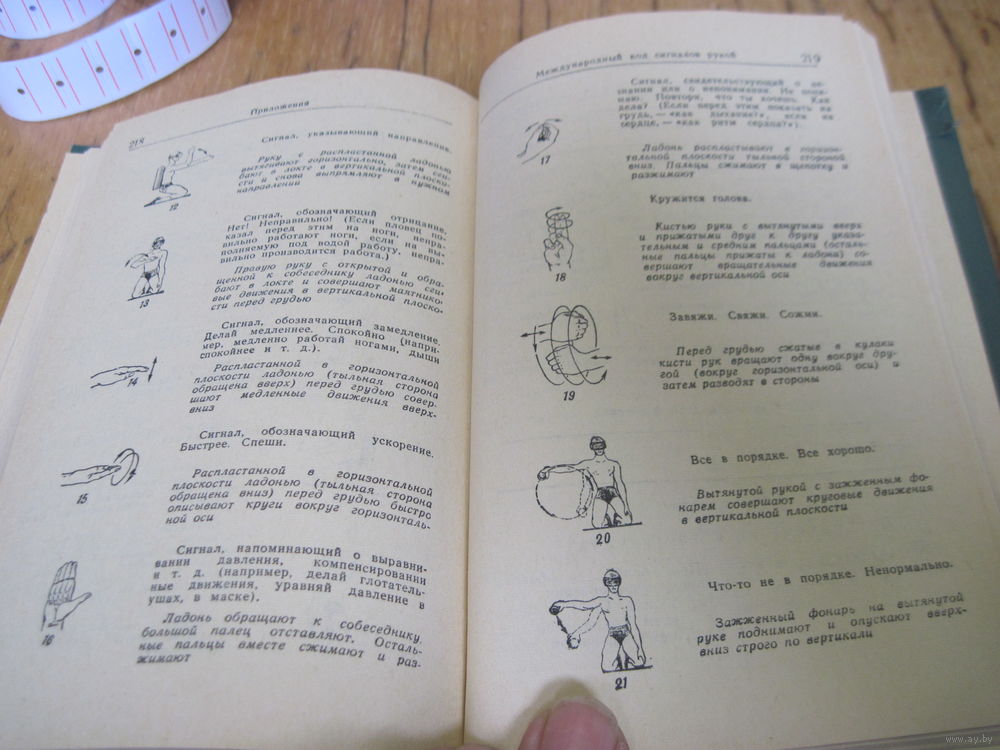 218
Приложения
Сигнал, указывающий направление.
Руку с распластанной ладонью
вытягивают горизонтально, затем сги-
бают в локте в вертикальной плоско-
сти и снова выпрямляют в нужном
направлении
12
Сигнал, обозначающий отрицание.
Нет! Неправильно! (Если пловец по-
казал перед этим на ноги, непра-
вильно работают ноги, если на вы-
полняемую под водой работу, непра-
вильно производится работа.)
Правую руку с открытой и обра-
щенной к собеседнику ладонью сги-
бают в локте и совершают маятнико-
вые движения в вертикальной плоско-
сти перед грудью
13
Сигнал, обозначающий замедление.
Делай медленнее. Спокойно (напри-
мер, медленно работай ногами, дыши
спокойнее и т. д.).
Распластанной в горизонтальной
плоскости ладонью (тыльная сторона
обращена вверх) перед грудью совер-
шают медленные движения вверх-
вниз
14
Сигнал, обозначающий ускорение.
Быстрее. Спеши.
Распластанной в горизонтальной
плоскости ладонью (тыльная сторона
обращена вниз) перед грудью быстро
описывают круги вокруг горизонталь-
ной оси
15
Сигнал, напоминающий о выравни-
вании давления, компенсировании
и т. д. (например, делай глотатель-
ные движения, уравняй давление в
ушах, в маске).
Ладонь обращают к собеседнику,
большой палец отставляют. Осталь-
ные пальцы вместе сжимают и раз-
жимают
16
Международный код сигналов рукой
219
Сигнал, свидетельствующий о не-
знании или о непонимании. Не пони-
маю. Повтори, что ты хочешь. Как
дела? (Если перед этим показать на
грудь,— «как дыхание?», если на
сердце,— «как ритм сердца?»).
Ладонь распластывают в горизон-
тальной плоскости тыльной стороной
вниз. Пальцы сжимают в щепотку и
разжимают
17
Кружится голова.
Кистью руки с вытянутыми вверх
и прижатыми друг к другу указа-
тельным и средним пальцами (осталь-
ные пальцы прижаты к ладони) со-
вершают вращательные движения
вокруг вертикальной оси
18
Завяжи. Свяжи. Сожми.
Перед грудью сжатые в кулаки
кисти рук вращают одну вокруг дру-
гой (вокруг горизонтальной оси) и
затем разводят в стороны
19
Все в порядке. Все хорошо.
Вытянутой рукой с зажженным фо-
нарем совершают круговые движения
в вертикальной плоскости
20
Что-то не в порядке. Ненормально.
Зажженный фонарь на вытянутой
руке поднимают и опускают вверх-
вниз строго по вертикали
21
www.ay.by